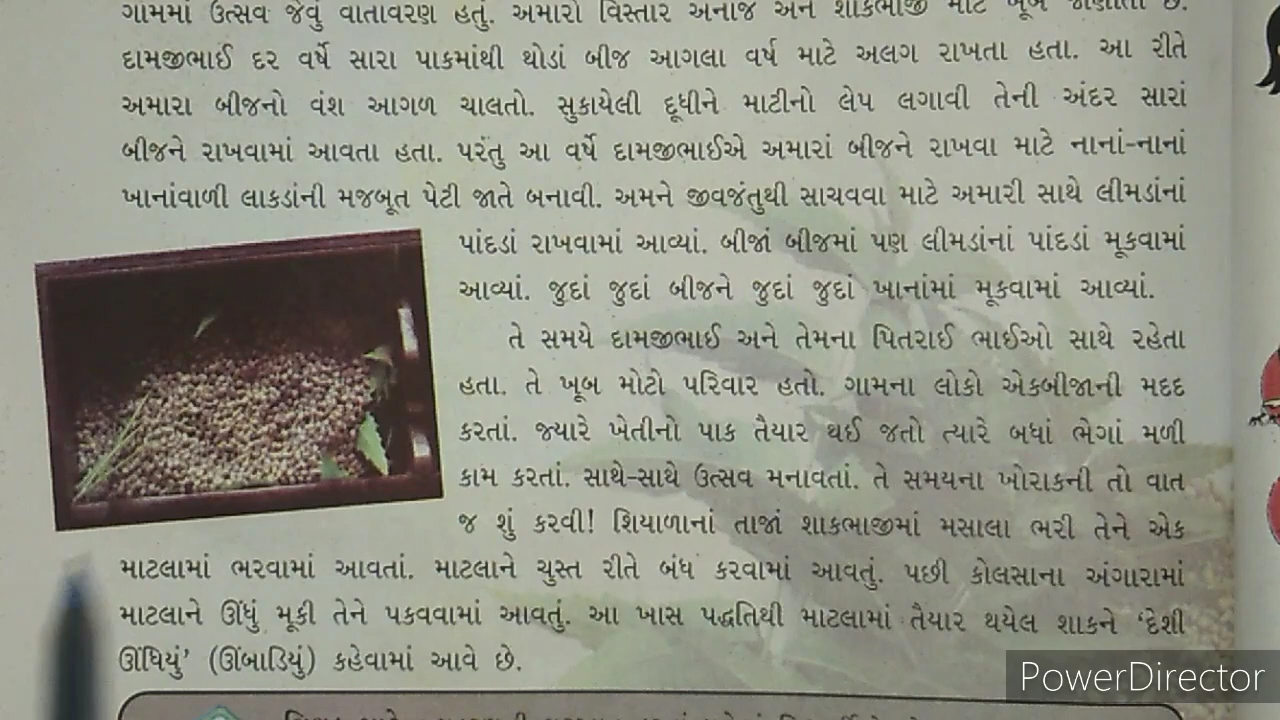 ગામમાં ઉત્સવ જેવું વાતાવરણ હતું. અમારો વિસ્તાર અનાજ અને શાકભાજી માટે ખૂબ જાણીતો છે.
દામજીભાઈ દર વર્ષે સારા પાકમાંથી થોડાં બીજ આગલા વર્ષ માટે અલગ રાખતા હતા. આ રીતે
અમારા બીજનો વંશ આગળ ચાલતો. સુકાયેલી દૂધીને માટીનો લેપ લગાવી તેની અંદર સારાં
બીજને રાખવામાં આવતા હતા. પરંતુ આ વર્ષે દામજીભાઈએ અમારાં બીજને રાખવા માટે નાનાં-નાનાં
ખાનાંવાળી લાકડાંની મજબૂત પેટી જાતે બનાવી. અમને જીવજંતુથી સાચવવા માટે અમારી સાથે લીમડાંનાં
પાંદડાં રાખવામાં આવ્યાં. બીજાં બીજમાં પણ લીમડાંનાં પાંદડાં મૂકવામાં
આવ્યાં. જુદાં જુદાં બીજને જુદાં જુદાં ખાનાંમાં મૂકવામાં આવ્યાં.
તે સમયે દામજીભાઈ અને તેમના પિતરાઈ ભાઈઓ સાથે રહેતા
હતા. તે ખૂબ મોટો પરિવાર હતો. ગામના લોકો એકબીજાની મદદ
કરતાં. જ્યારે ખેતીનો પાક તૈયાર થઈ જતો ત્યારે બધાં ભેગાં મળી
કામ કરતાં. સાથે-સાથે ઉત્સવ મનાવતાં. તે સમયના ખોરાકની તો વાત
જ શું કરવી! શિયાળાનાં તાજાં શાકભાજીમાં મસાલા ભરી તેને એક
માટલામાં ભરવામાં આવતાં. માટલાને ચુસ્ત રીતે બંધ કરવામાં આવતું. પછી કોલસાના અંગારામાં
માટલાને ઊંધું મૂકી તેને પકવવામાં આવતું. આ ખાસ પદ્ધતિથી માટલામાં તૈયાર થયેલ શાકને ‘દેશી
ઊંધિયું’ (ઊંબાડિયું) કહેવામાં આવે છે.
PowerDirector